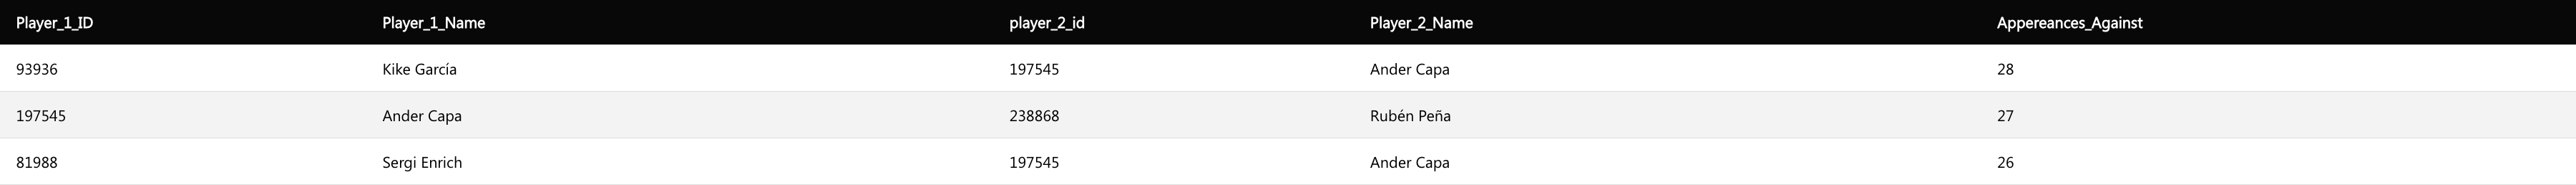 Player_1_ID Player_1_Name player_2_id Player_2_Name Appereances_Against
93936 Kike García 197545 Ander Capa 28
197545 Ander Capa 238868 Rubén Peña 27
81988 Sergi Enrich 197545 Ander Capa 26